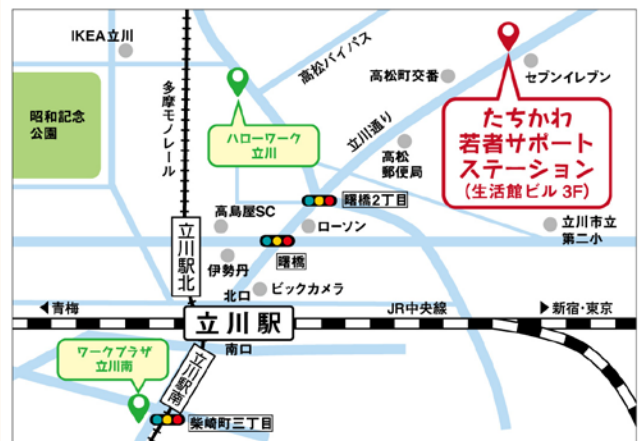 IKEA立川
高松バイパス
多摩モノレール
昭和記念
公園
ハローワーク
立川
立川通り
高松町交番
セブンイレブン
たちかわ
若者サポート
ステーション
(生活館ビル 3F)
高松
郵便局
曙橋2丁目
高島屋SC
ローソン
立川市立
第二小
立川駅北
伊勢丹
曙橋
北口
ビックカメラ
◀青梅
JR中央線
▶新宿・東京
立川駅
南口
ワークプラザ
立川南
立川駅南
柴崎町三丁目